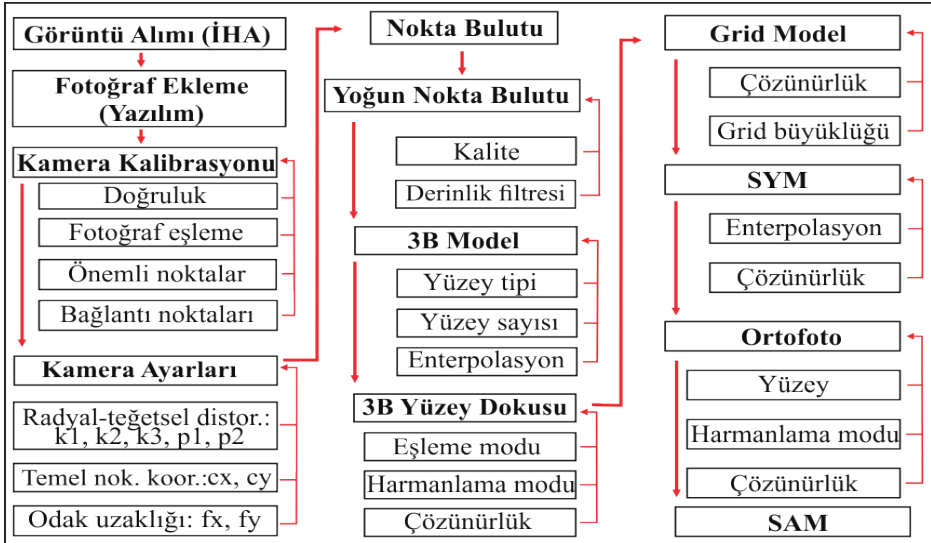 Görüntü Alımı (İHA)
Fotoğraf Ekleme
(Yazılım)
Kamera Kalibrasyonu
Doğruluk
Fotoğraf eşleme
Önemli noktalar
Bağlantı noktaları
Kamera Ayarları
Radyal-teğetsel distor.:
k1, k2, k3, p1, p2
Temel nok. koor.:cx, cy
Odak uzaklığı: fx, fy
Nokta Bulutu
Yoğun Nokta Bulutu
Kalite
Derinlik filtresi
3B Model
Yüzey tipi
Yüzey sayısı
Enterpolasyon
3B Yüzey Dokusu
Eşleme modu
Harmanlama modu
Çözünürlük
Grid Model
Çözünürlük
Grid büyüklüğü
SYM
Enterpolasyon
Çözünürlük
Ortofoto
Yüzey
Harmanlama modu
Çözünürlük
SAM